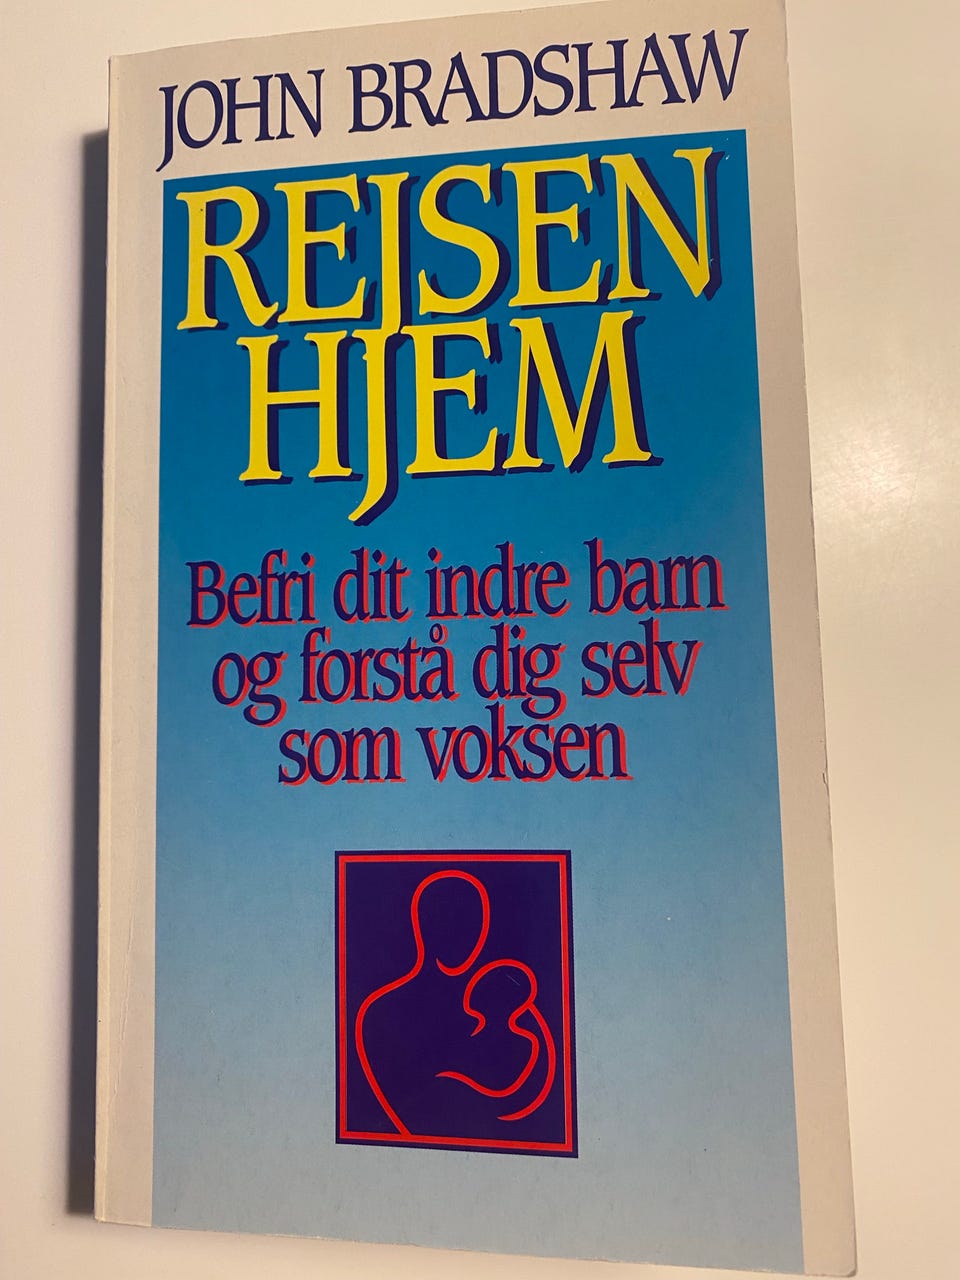 JOHN BRADSHAW
REJSEN
HJEM
Befri dit indre barn
og forstå dig selv
som voksen